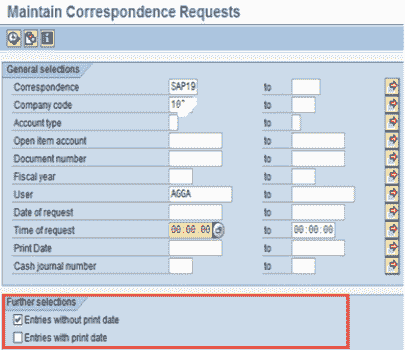 Maintain Correspondence Requests
General selections
Correspondence SAP19 to
Company code to
Account type to
Open item account to
Document number to
Fiscal year to
User AGGA to
Date of request to
Time of request 00:00:00 to 00:00:00
Print Date to
Cash journal number to
Further selections
Entries without print date
Entries with print date